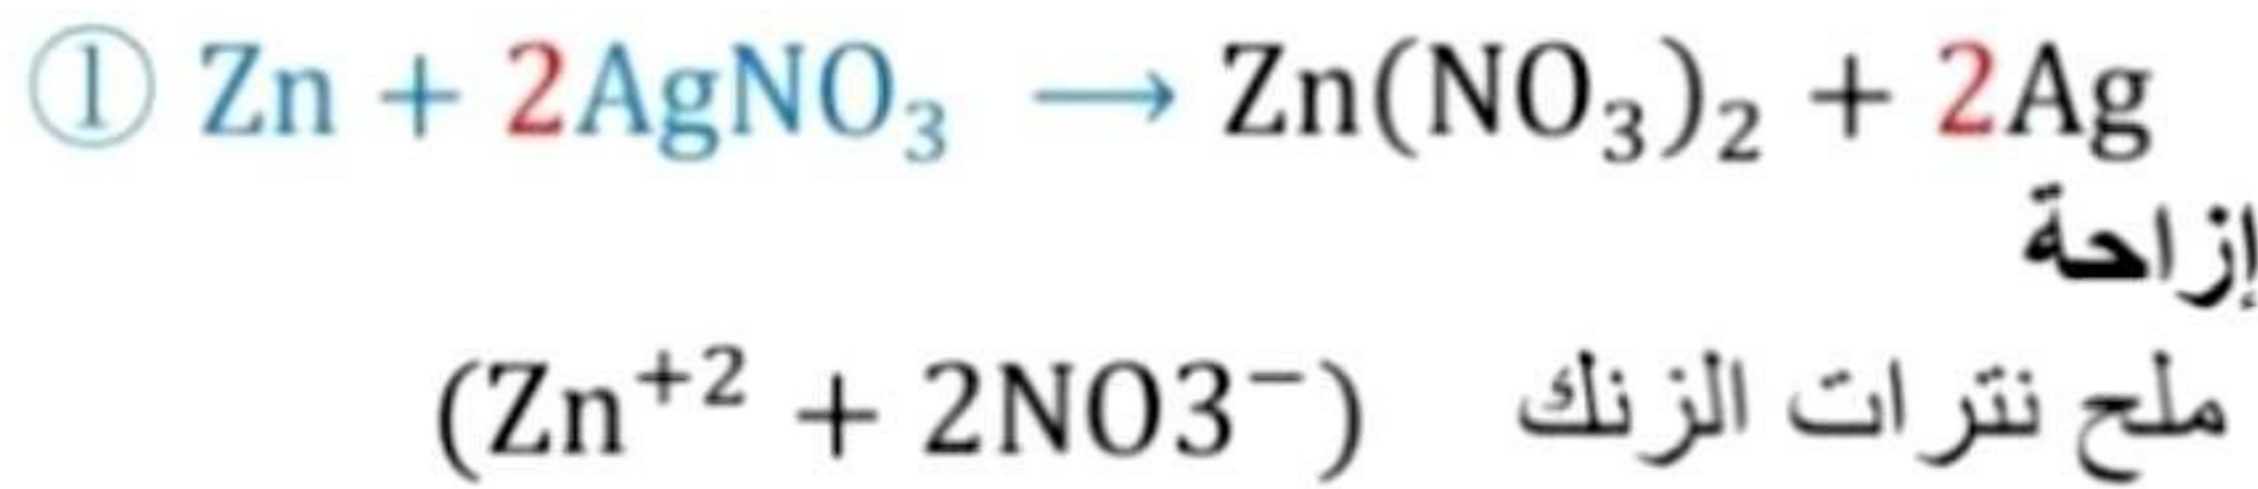 ① Zn + 2AgNO₃ → Zn(NO₃)₂ + 2Ag
إزاحة
(Zn⁺² + 2NO3⁻) ملح نترات الزنك